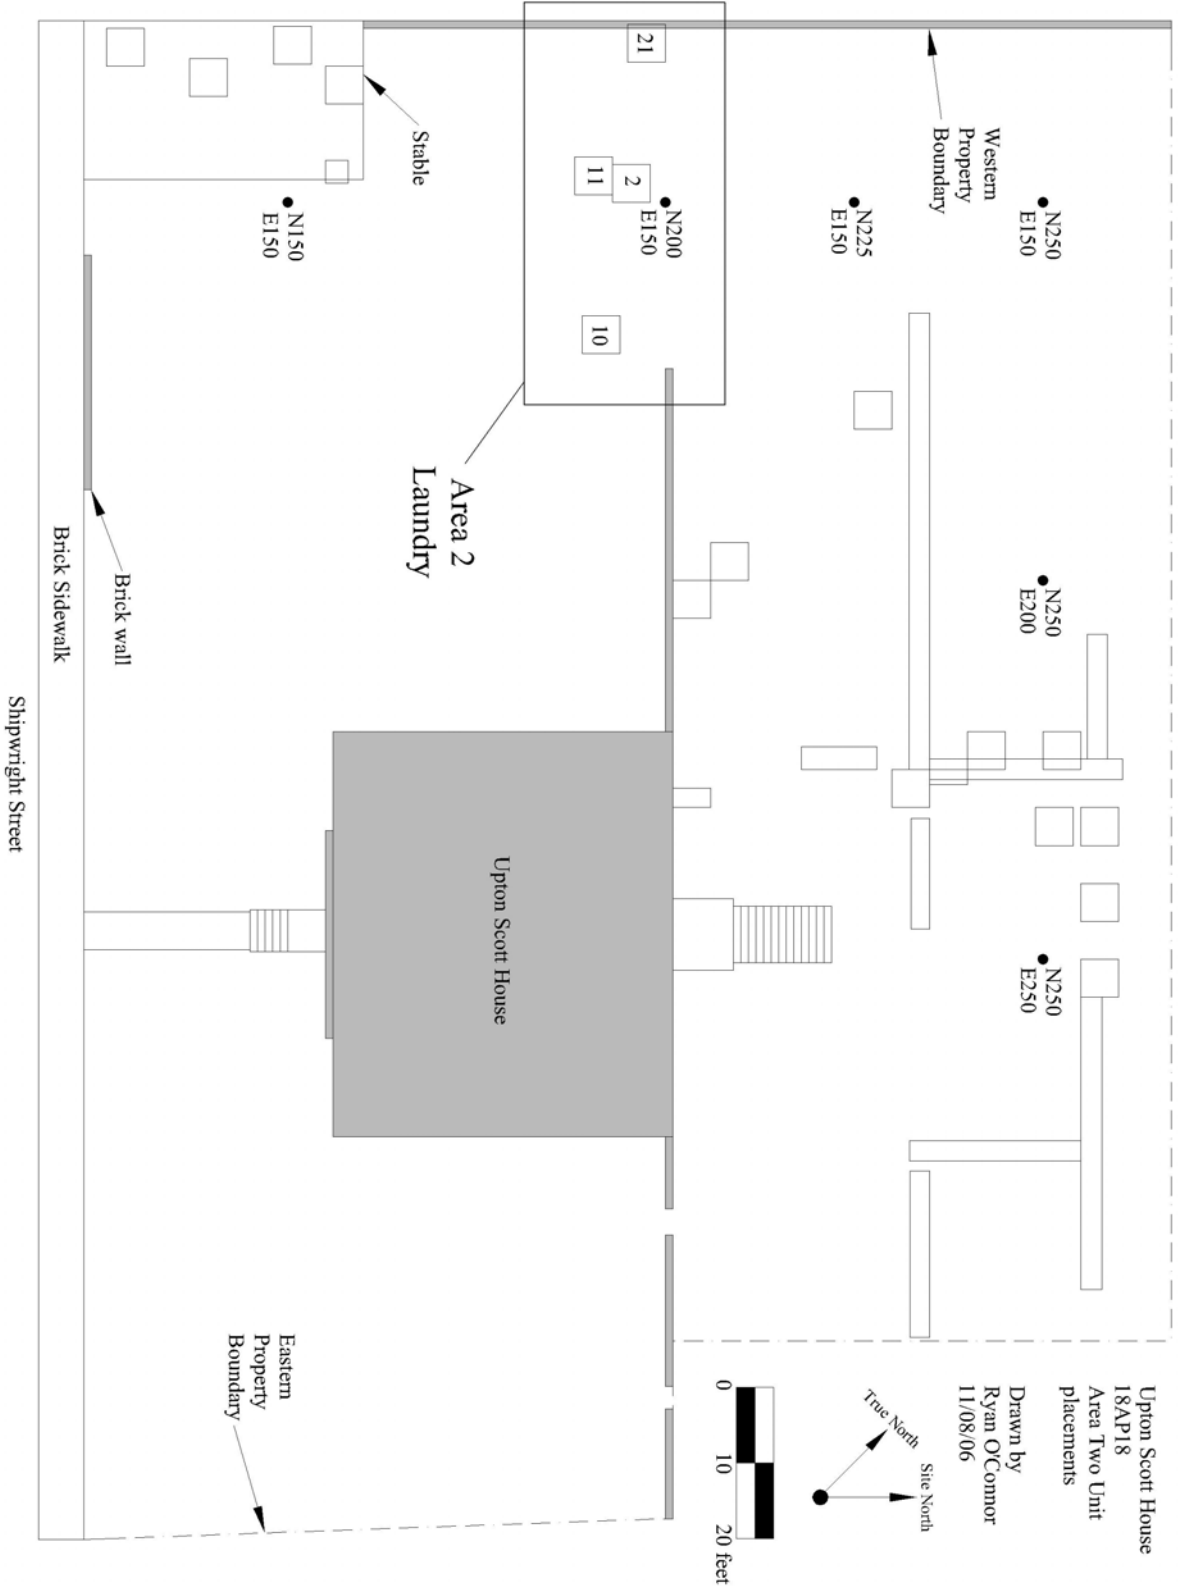 Upton Scott House
18AP18
Area Two Unit
placements
Drawn by
Ryan O'Connor
11/08/06
Site North
True North
0
10
20 feet
Western
Property
Boundary
N250
E150
N250
E200
N250
E250
N225
E150
21
2
11
N200
E150
10
Area 2
Laundry
Stable
N150
E150
Upton Scott House
Eastern
Property
Boundary
Brick wall
Brick Sidewalk
Shipwright Street